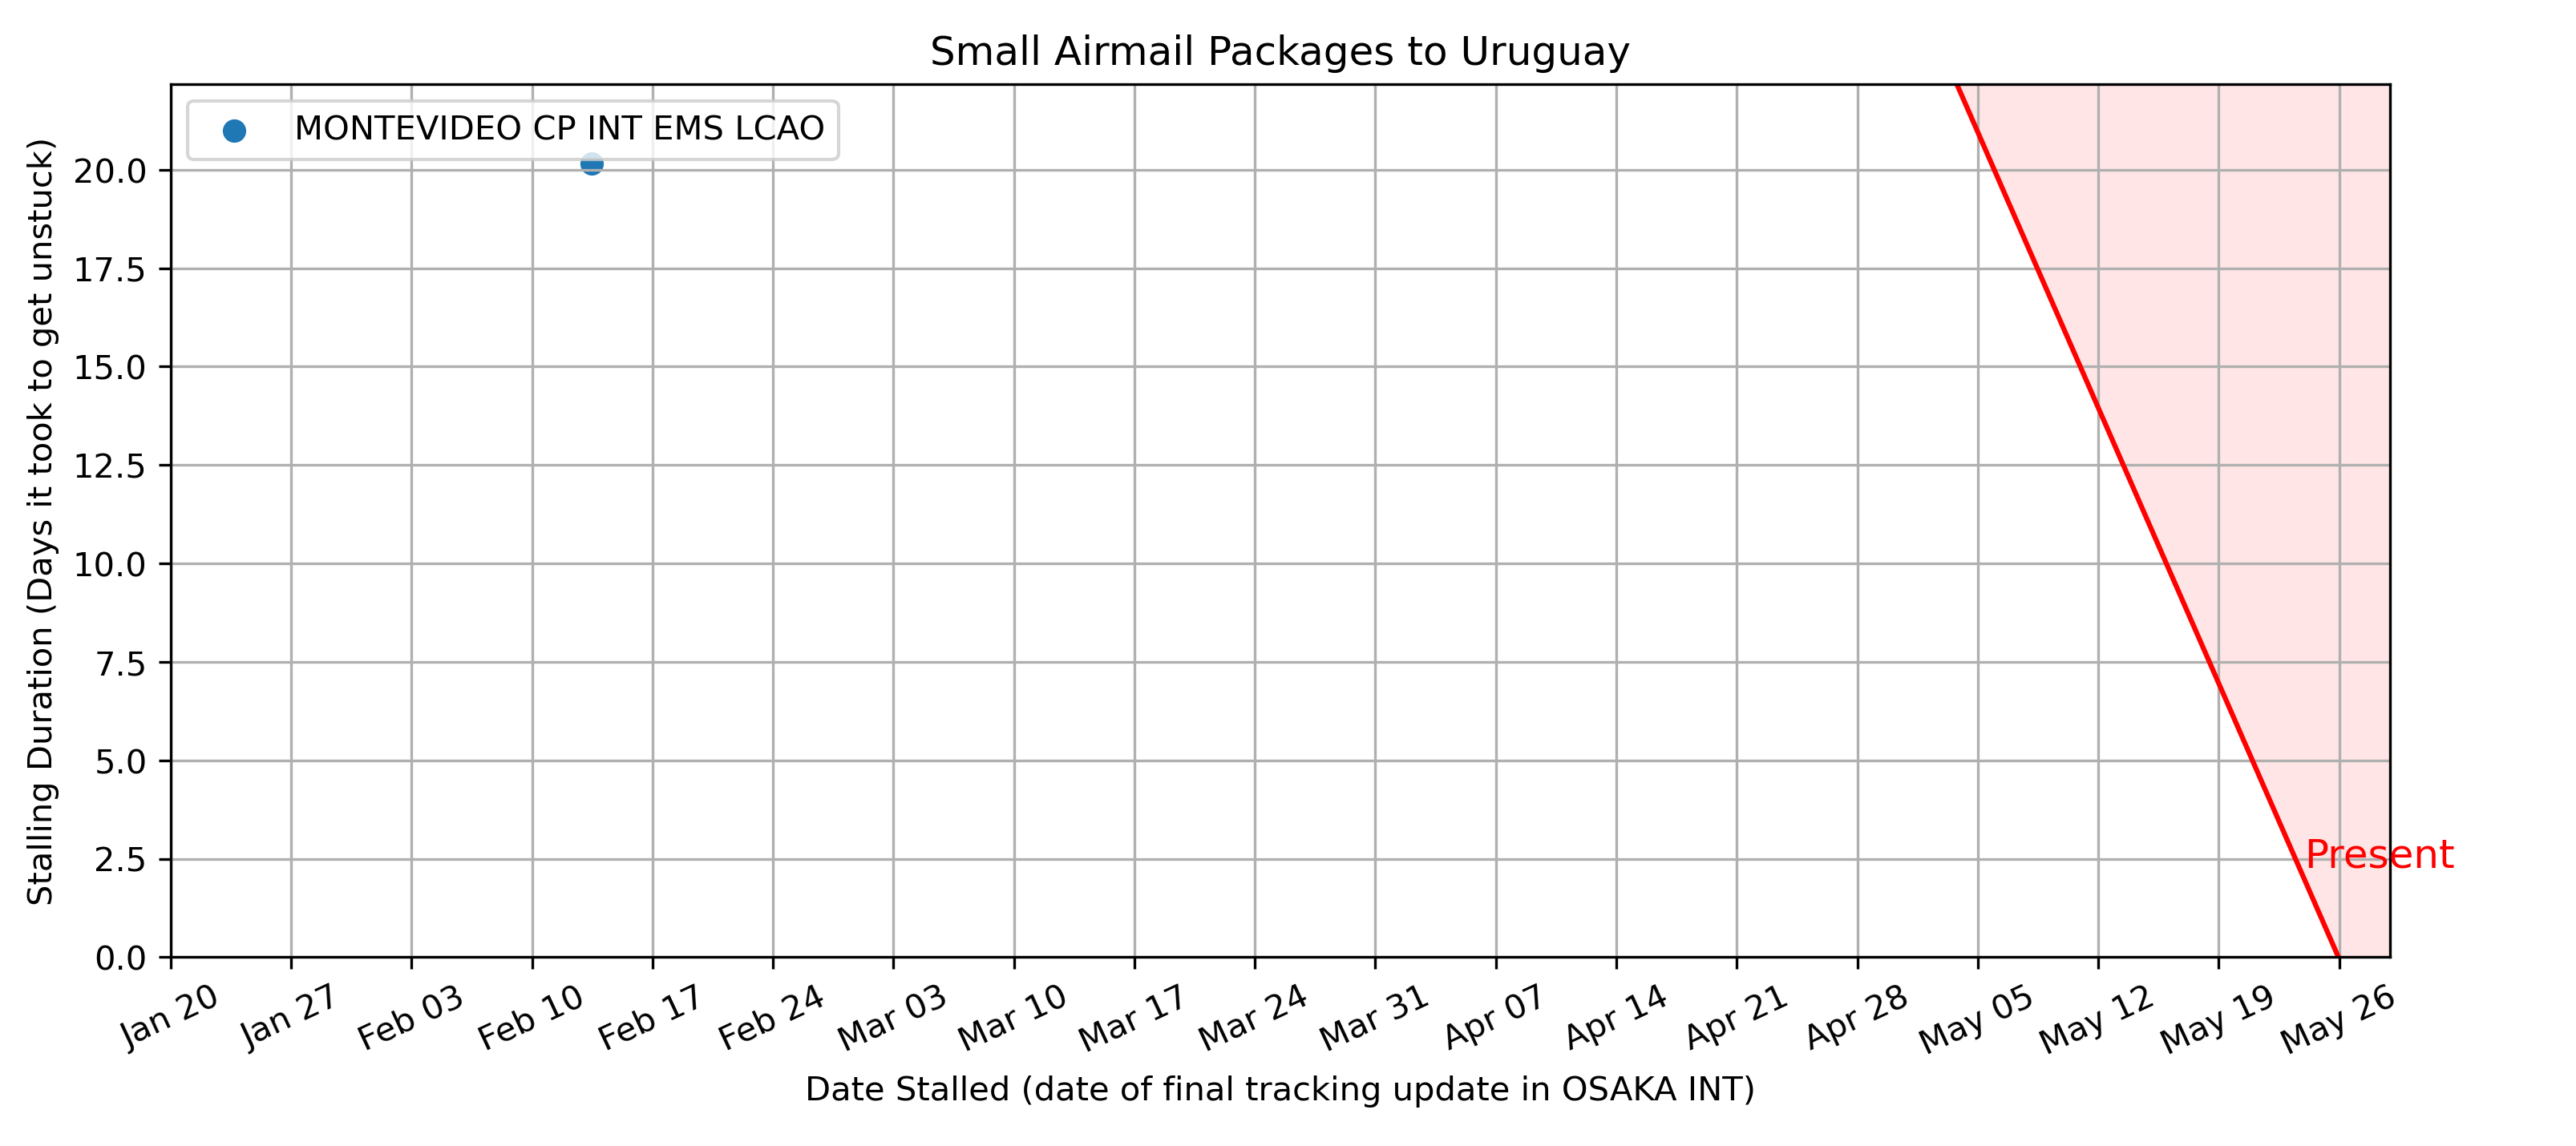 Small Airmail Packages to Uruguay
MONTEVIDEO CP INT EMS LCAO
Stalling Duration (Days it took to get unstuck)
20.0
17.5
15.0
12.5
10.0
7.5
5.0
2.5
0.0
Present
Jan 20
Jan 27
Feb 03
Feb 10
Feb 17
Feb 24
Mar 03
Mar 10
Mar 17
Mar 24
Mar 31
Apr 07
Apr 14
Apr 21
Apr 28
May 05
May 12
May 19
May 26
Date Stalled (date of final tracking update in OSAKA INT)